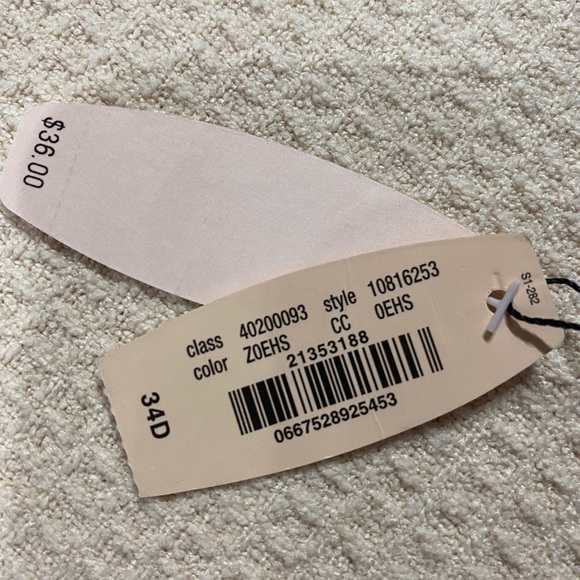 $36.00
S1-282
class 40200093 style 10816253
color Z0EHS CC 0EHS
21353188
0667528925453
34D